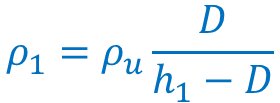 ρ₁ = ρᵤ D / (h₁ − D)